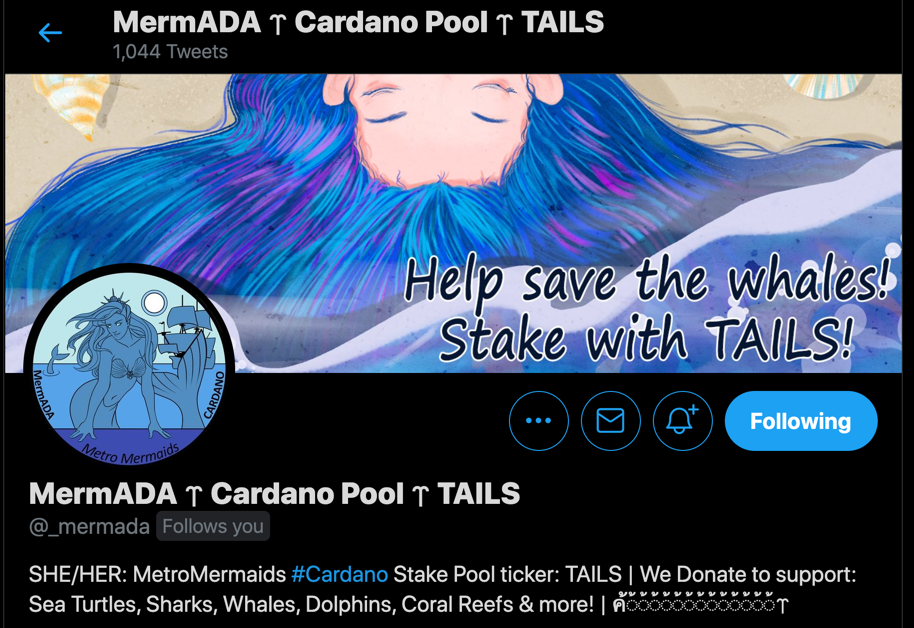 MermADA ⚚ Cardano Pool ⚚ TAILS
1,044 Tweets
Help save the whales!
Stake with TAILS!
MermADA
CARDANO
Metro Mermaids
Following
MermADA ⚚ Cardano Pool ⚚ TAILS
@_mermada Follows you
SHE/HER: MetroMermaids #Cardano Stake Pool ticker: TAILS | We Donate to support:
Sea Turtles, Sharks, Whales, Dolphins, Coral Reefs & more! |